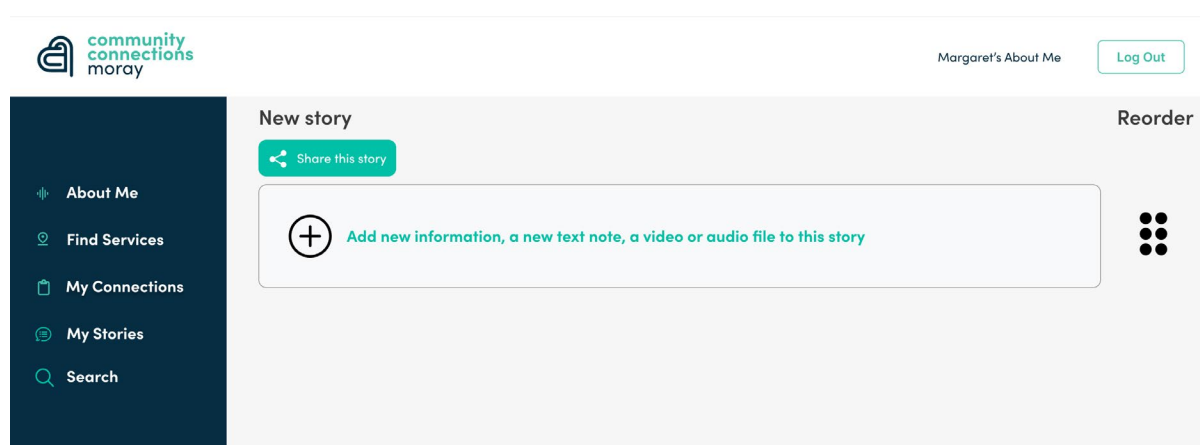 community
connections
moray
Margaret's About Me
Log Out
New story
Reorder
Share this story
Add new information, a new text note, a video or audio file to this story
About Me
Find Services
My Connections
My Stories
Search